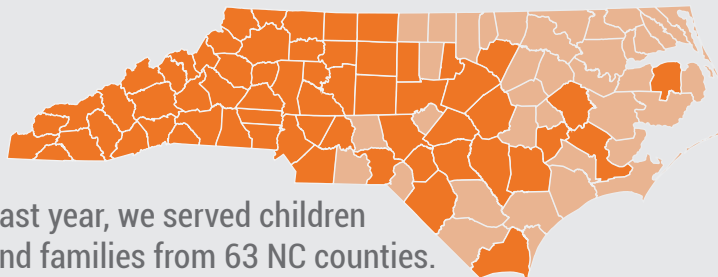 ast year, we served children
nd families from 63 NC counties.